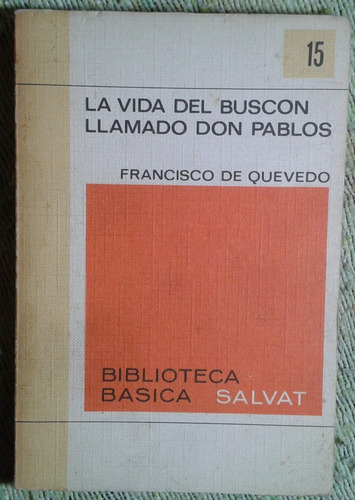 15
LA VIDA DEL BUSCON
LLAMADO DON PABLOS
FRANCISCO DE QUEVEDO
BIBLIOTECA
BASICA SALVAT